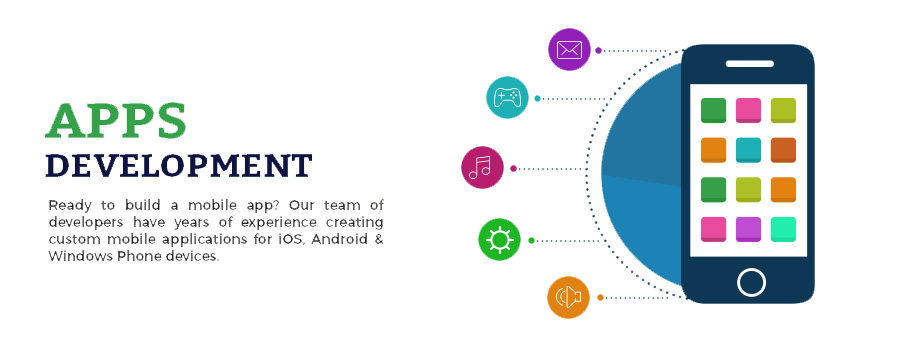 APPS
DEVELOPMENT
Ready to build a mobile app? Our team of
developers have years of experience creating
custom mobile applications for iOS, Android &
Windows Phone devices.